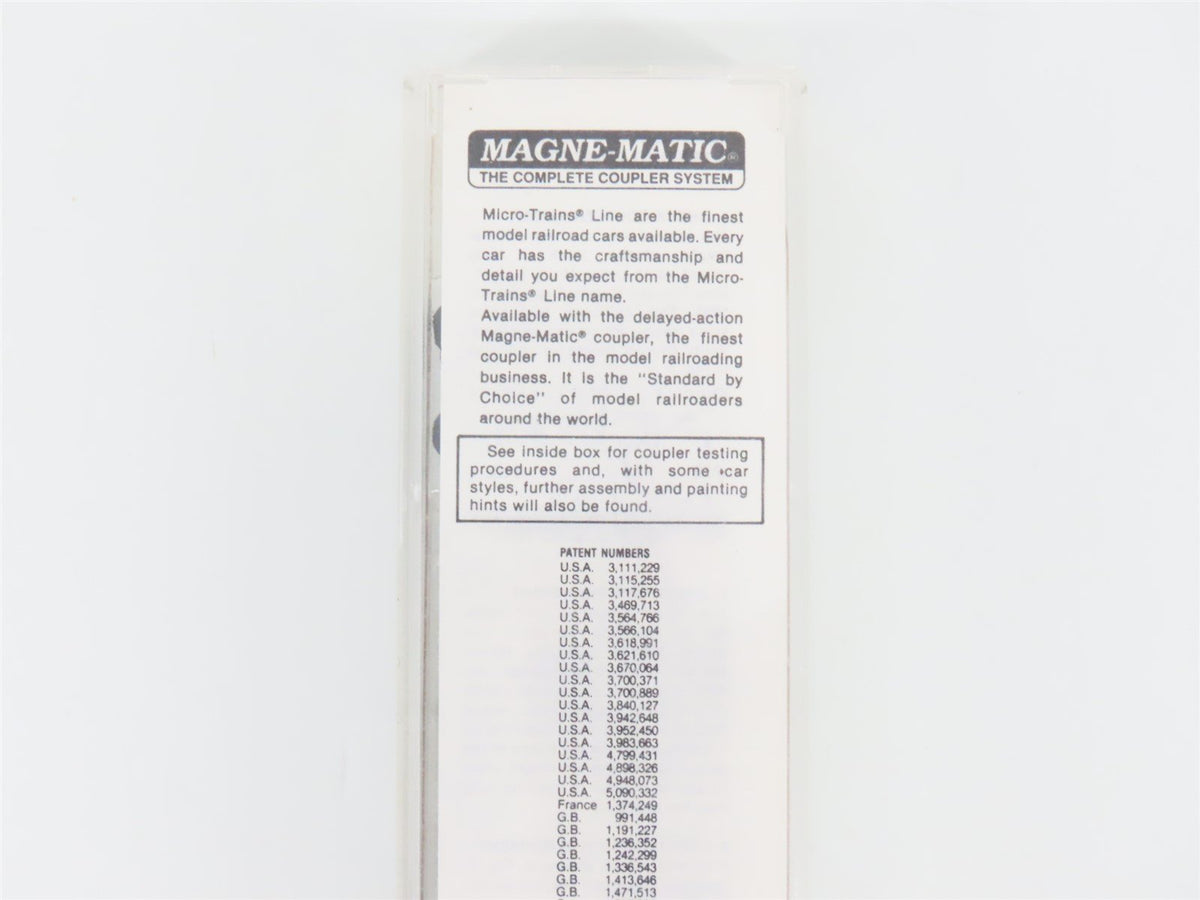 MAGNE-MATIC®
THE COMPLETE COUPLER SYSTEM
Micro-Trains® Line are the finest
model railroad cars available. Every
car has the craftsmanship and
detail you expect from the Micro-
Trains® Line name.
Available with the delayed-action
Magne-Matic® coupler, the finest
coupler in the model railroading
business. It is the "Standard by
Choice" of model railroaders
around the world.
See inside box for coupler testing
procedures and, with some car
styles, further assembly and painting
hints will also be found.
PATENT NUMBERS
U.S.A. 3,111,229
U.S.A. 3,115,255
U.S.A. 3,117,676
U.S.A. 3,469,713
U.S.A. 3,564,766
U.S.A. 3,566,104
U.S.A. 3,618,991
U.S.A. 3,621,610
U.S.A. 3,670,064
U.S.A. 3,700,371
U.S.A. 3,700,889
U.S.A. 3,840,127
U.S.A. 3,942,648
U.S.A. 3,952,450
U.S.A. 3,983,663
U.S.A. 4,799,431
U.S.A. 4,898,326
U.S.A. 4,948,073
U.S.A. 5,090,332
France 1,374,249
G.B. 991,448
G.B. 1,191,227
G.B. 1,236,352
G.B. 1,242,299
G.B. 1,336,543
G.B. 1,413,646
G.B. 1,471,513